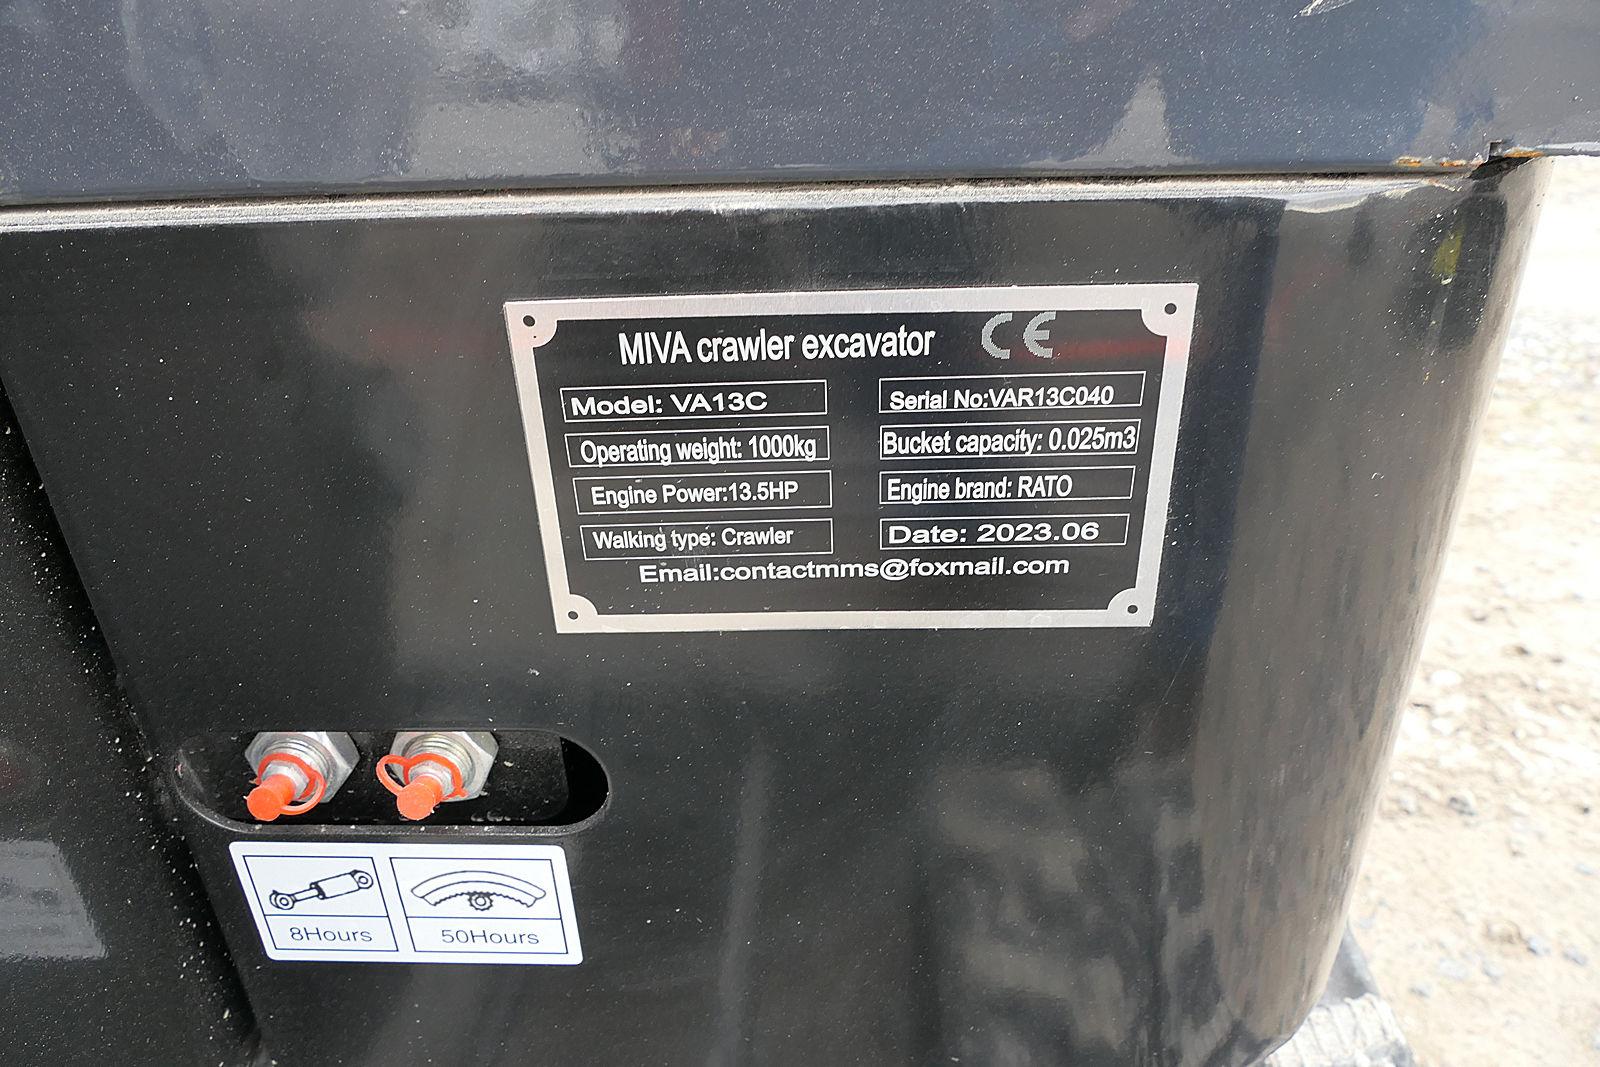 MIVA crawler excavator CE
Model: VA13C
Serial No:VAR13C040
Operating weight: 1000kg
Bucket capacity: 0.025m3
Engine Power:13.5HP
Engine brand: RATO
Walking type: Crawler
Date: 2023.06
Email:contactmms@foxmail.com
8Hours
50Hours